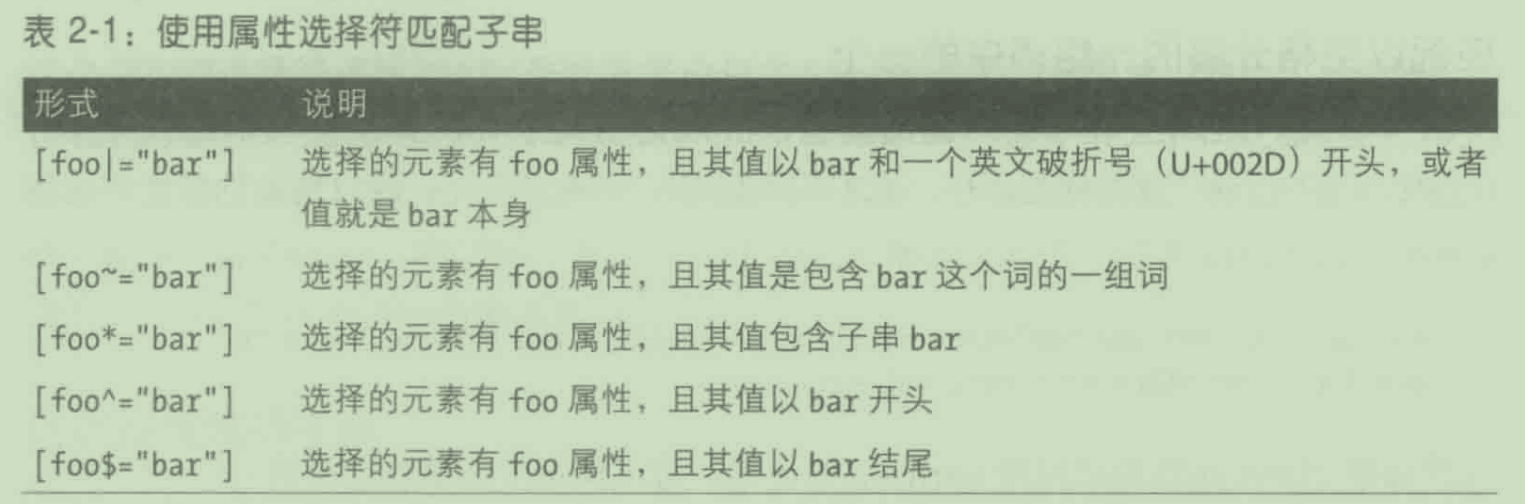 表 2-1：使用属性选择符匹配子串
形式 说明
[foo|="bar"] 选择的元素有 foo 属性，且其值以 bar 和一个英文破折号（U+002D）开头，或者
值就是 bar 本身
[foo~="bar"] 选择的元素有 foo 属性，且其值是包含 bar 这个词的一组词
[foo*="bar"] 选择的元素有 foo 属性，且其值包含子串 bar
[foo^="bar"] 选择的元素有 foo 属性，且其值以 bar 开头
[foo$="bar"] 选择的元素有 foo 属性，且其值以 bar 结尾